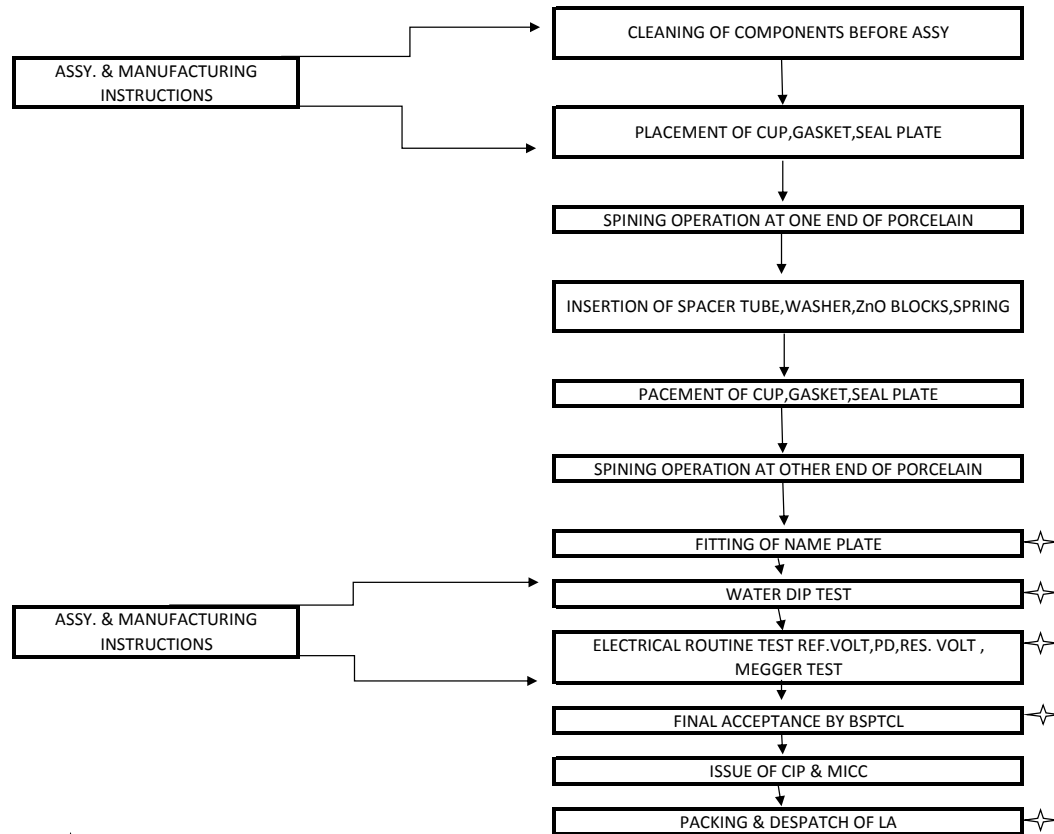 CLEANING OF COMPONENTS BEFORE ASSY
ASSY. & MANUFACTURING
INSTRUCTIONS
PLACEMENT OF CUP,GASKET,SEAL PLATE
SPINING OPERATION AT ONE END OF PORCELAIN
INSERTION OF SPACER TUBE,WASHER,ZnO BLOCKS,SPRING
PACEMENT OF CUP,GASKET,SEAL PLATE
SPINING OPERATION AT OTHER END OF PORCELAIN
FITTING OF NAME PLATE
WATER DIP TEST
ASSY. & MANUFACTURING
INSTRUCTIONS
ELECTRICAL ROUTINE TEST REF.VOLT,PD,RES. VOLT ,
MEGGER TEST
FINAL ACCEPTANCE BY BSPTCL
ISSUE OF CIP & MICC
PACKING & DESPATCH OF LA